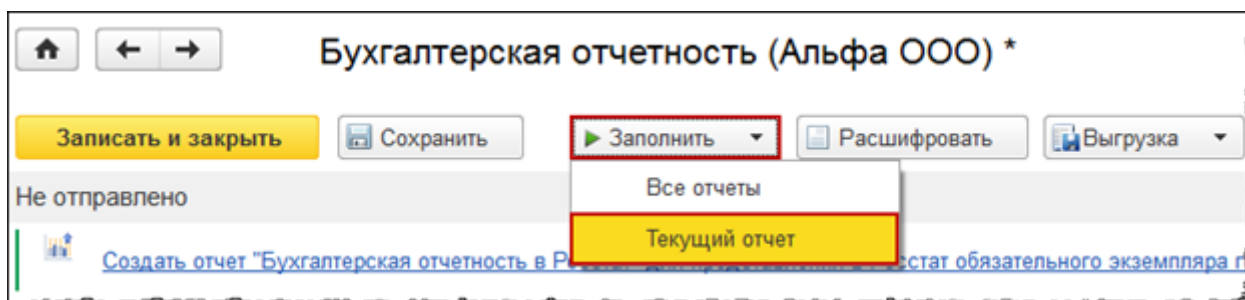 Бухгалтерская отчетность (Альфа ООО) *
Записать и закрыть Сохранить Заполнить Расшифровать Выгрузка
Не отправлено
Все отчеты
Текущий отчет
Создать отчет "Бухгалтерская отчетность в обязательного экземпляра